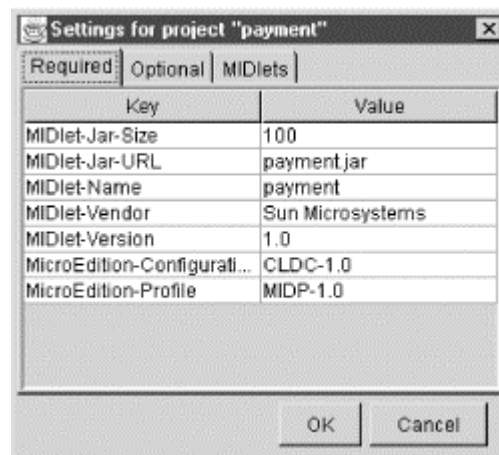 Settings for project "payment"
Required Optional MIDlets
Key Value
MIDlet-Jar-Size 100
MIDlet-Jar-URL payment.jar
MIDlet-Name payment
MIDlet-Vendor Sun Microsystems
MIDlet-Version 1.0
MicroEdition-Configurati... CLDC-1.0
MicroEdition-Profile MIDP-1.0
OK Cancel